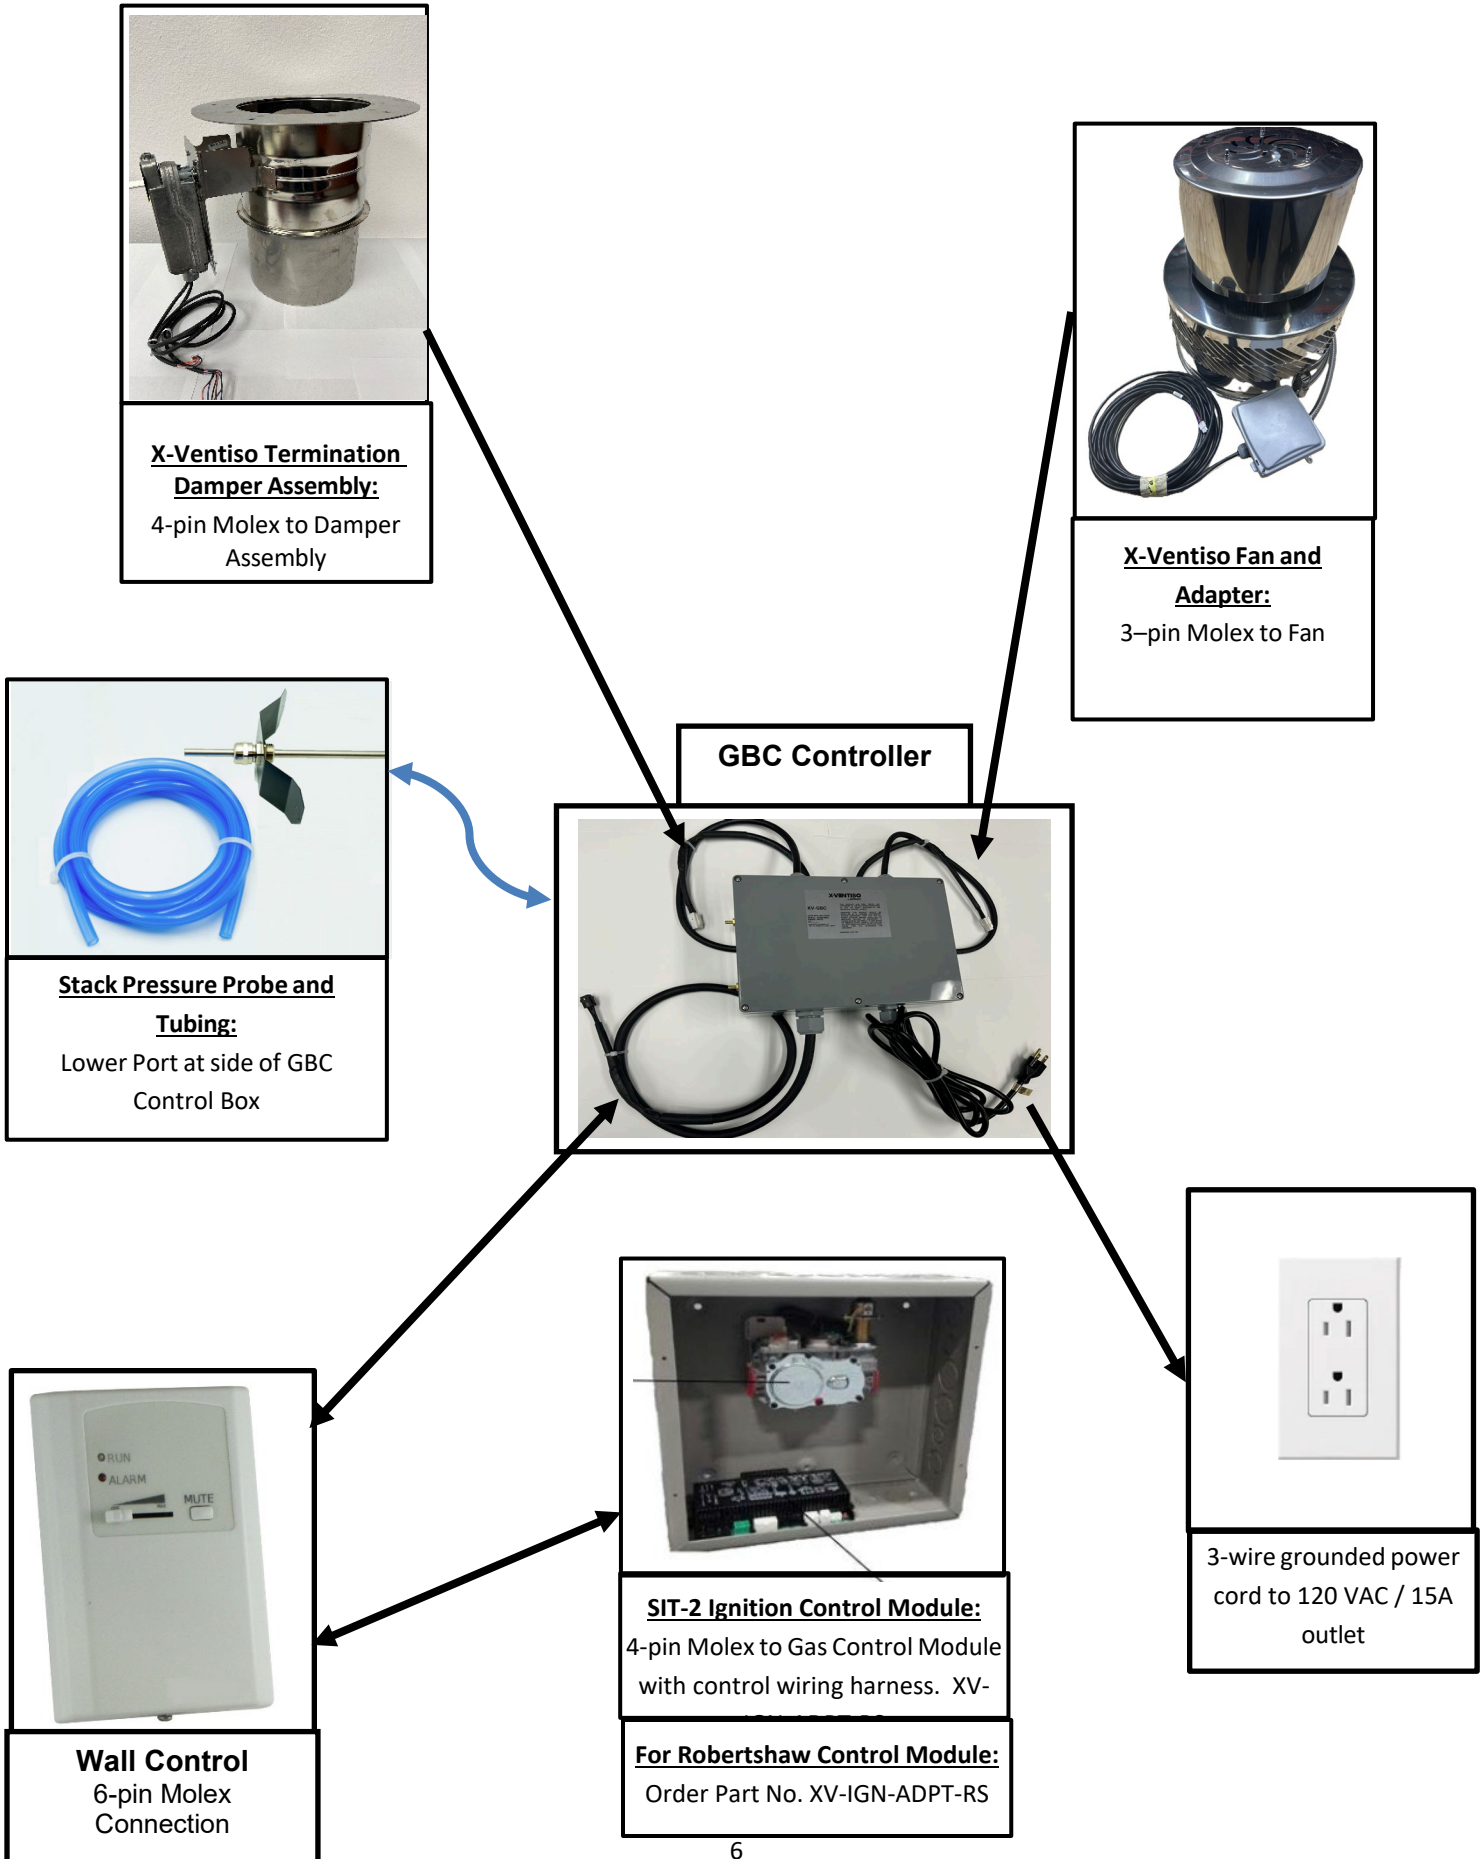 X-Ventiso Termination
Damper Assembly:
4-pin Molex to Damper
Assembly
X-Ventiso Fan and
Adapter:
3–pin Molex to Fan
GBC Controller
X-VENTISO
XV-GBC
Stack Pressure Probe and
Tubing:
Lower Port at side of GBC
Control Box
RUN
ALARM
MUTE
Wall Control
6-pin Molex
Connection
SIT-2 Ignition Control Module:
4-pin Molex to Gas Control Module
with control wiring harness. XV-
For Robertshaw Control Module:
Order Part No. XV-IGN-ADPT-RS
3-wire grounded power
cord to 120 VAC / 15A
outlet
6